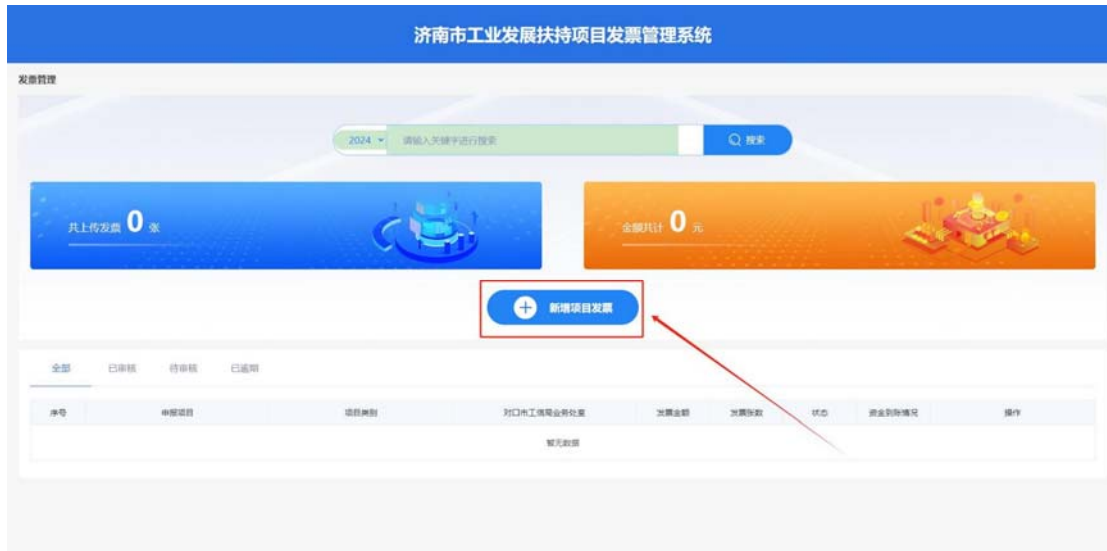 济南市工业发展扶持项目发票管理系统
发票管理
2024 请输入关键字进行搜索 搜索
共上传发票 0 张 金额共计 0 元
新增项目发票
全部 已审核 待审核 已逾期
序号 申报项目 项目类别 对口市工信局业务处室 发票金额 发票张数 状态 资金到账情况 操作
暂无数据